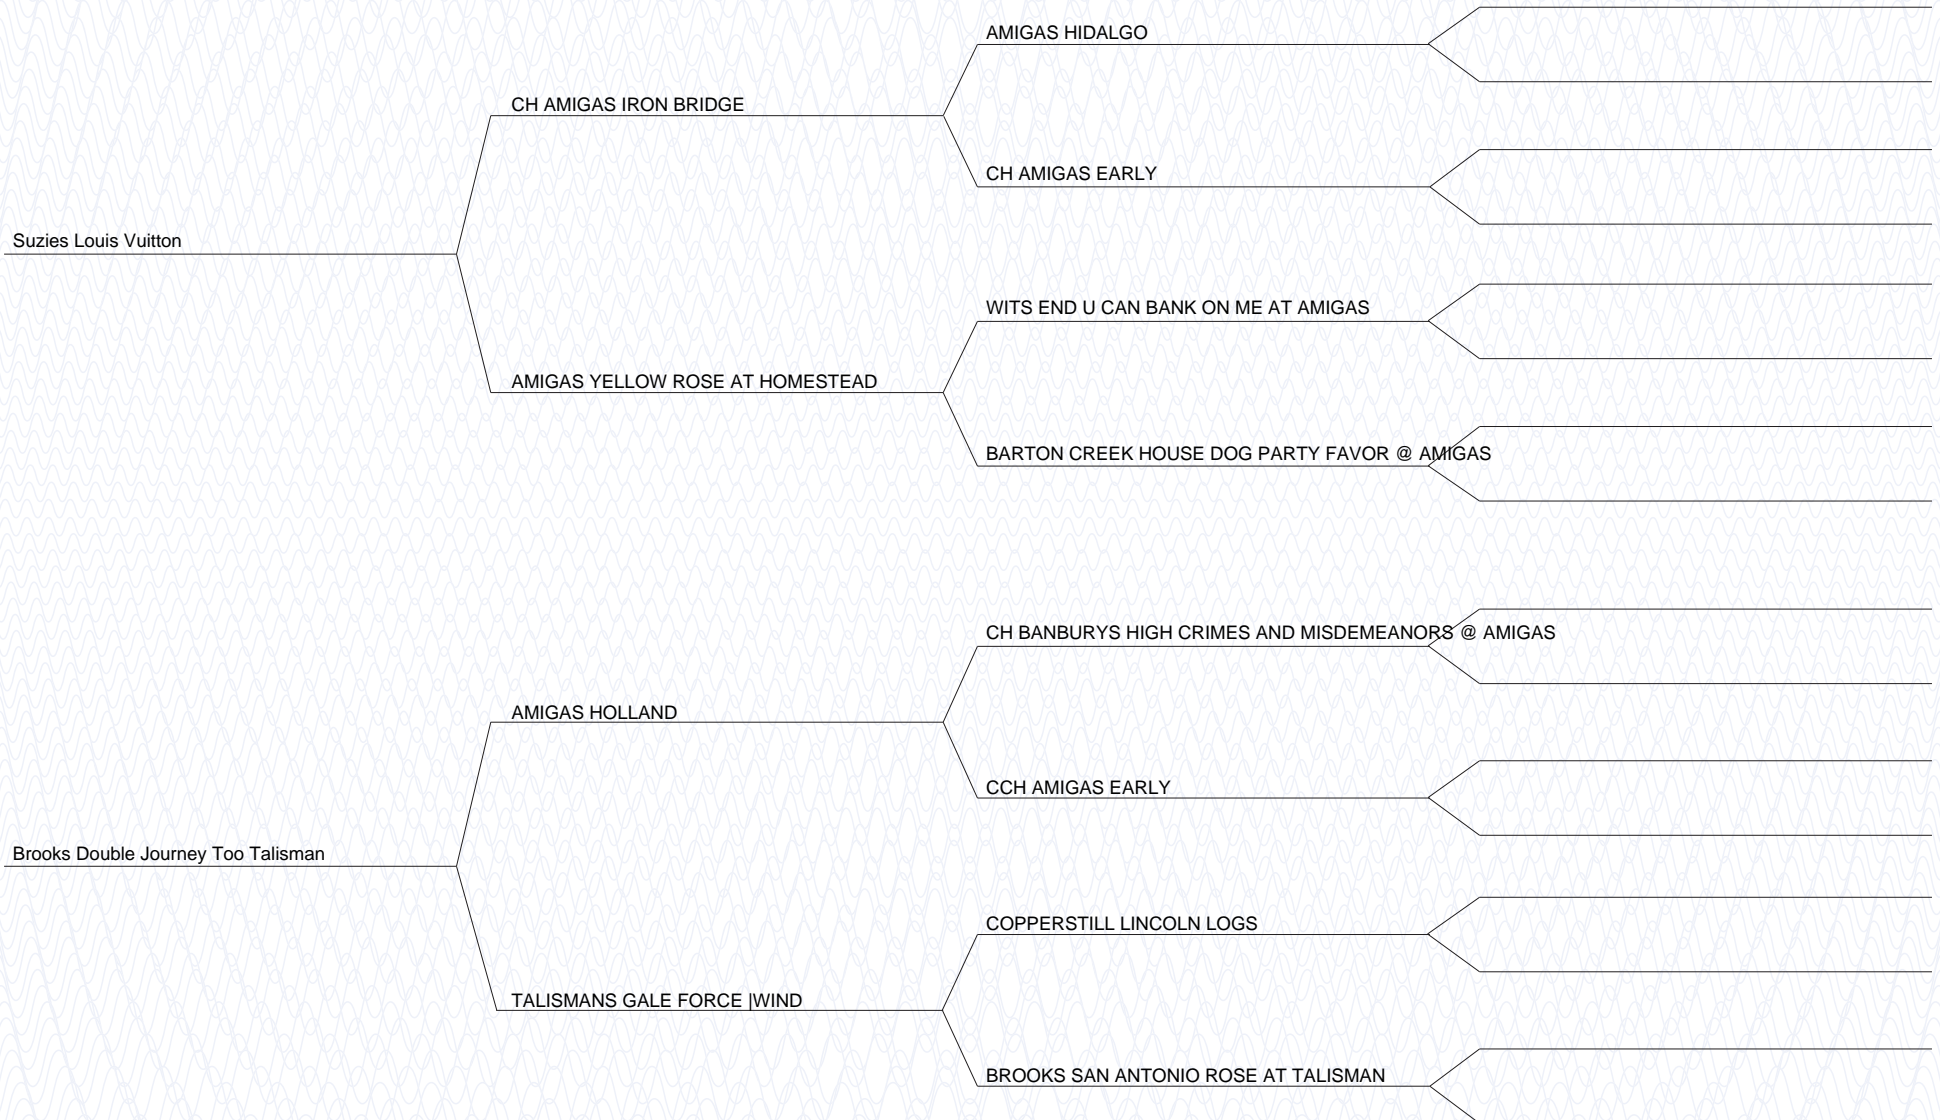 AMIGAS HIDALGO
CH AMIGAS IRON BRIDGE
CH AMIGAS EARLY
Suzies Louis Vuitton
WITS END U CAN BANK ON ME AT AMIGAS
AMIGAS YELLOW ROSE AT HOMESTEAD
BARTON CREEK HOUSE DOG PARTY FAVOR @ AMIGAS
CH BANBURYS HIGH CRIMES AND MISDEMEANORS @ AMIGAS
AMIGAS HOLLAND
CCH AMIGAS EARLY
Brooks Double Journey Too Talisman
COPPERSTILL LINCOLN LOGS
TALISMANS GALE FORCE |WIND
BROOKS SAN ANTONIO ROSE AT TALISMAN